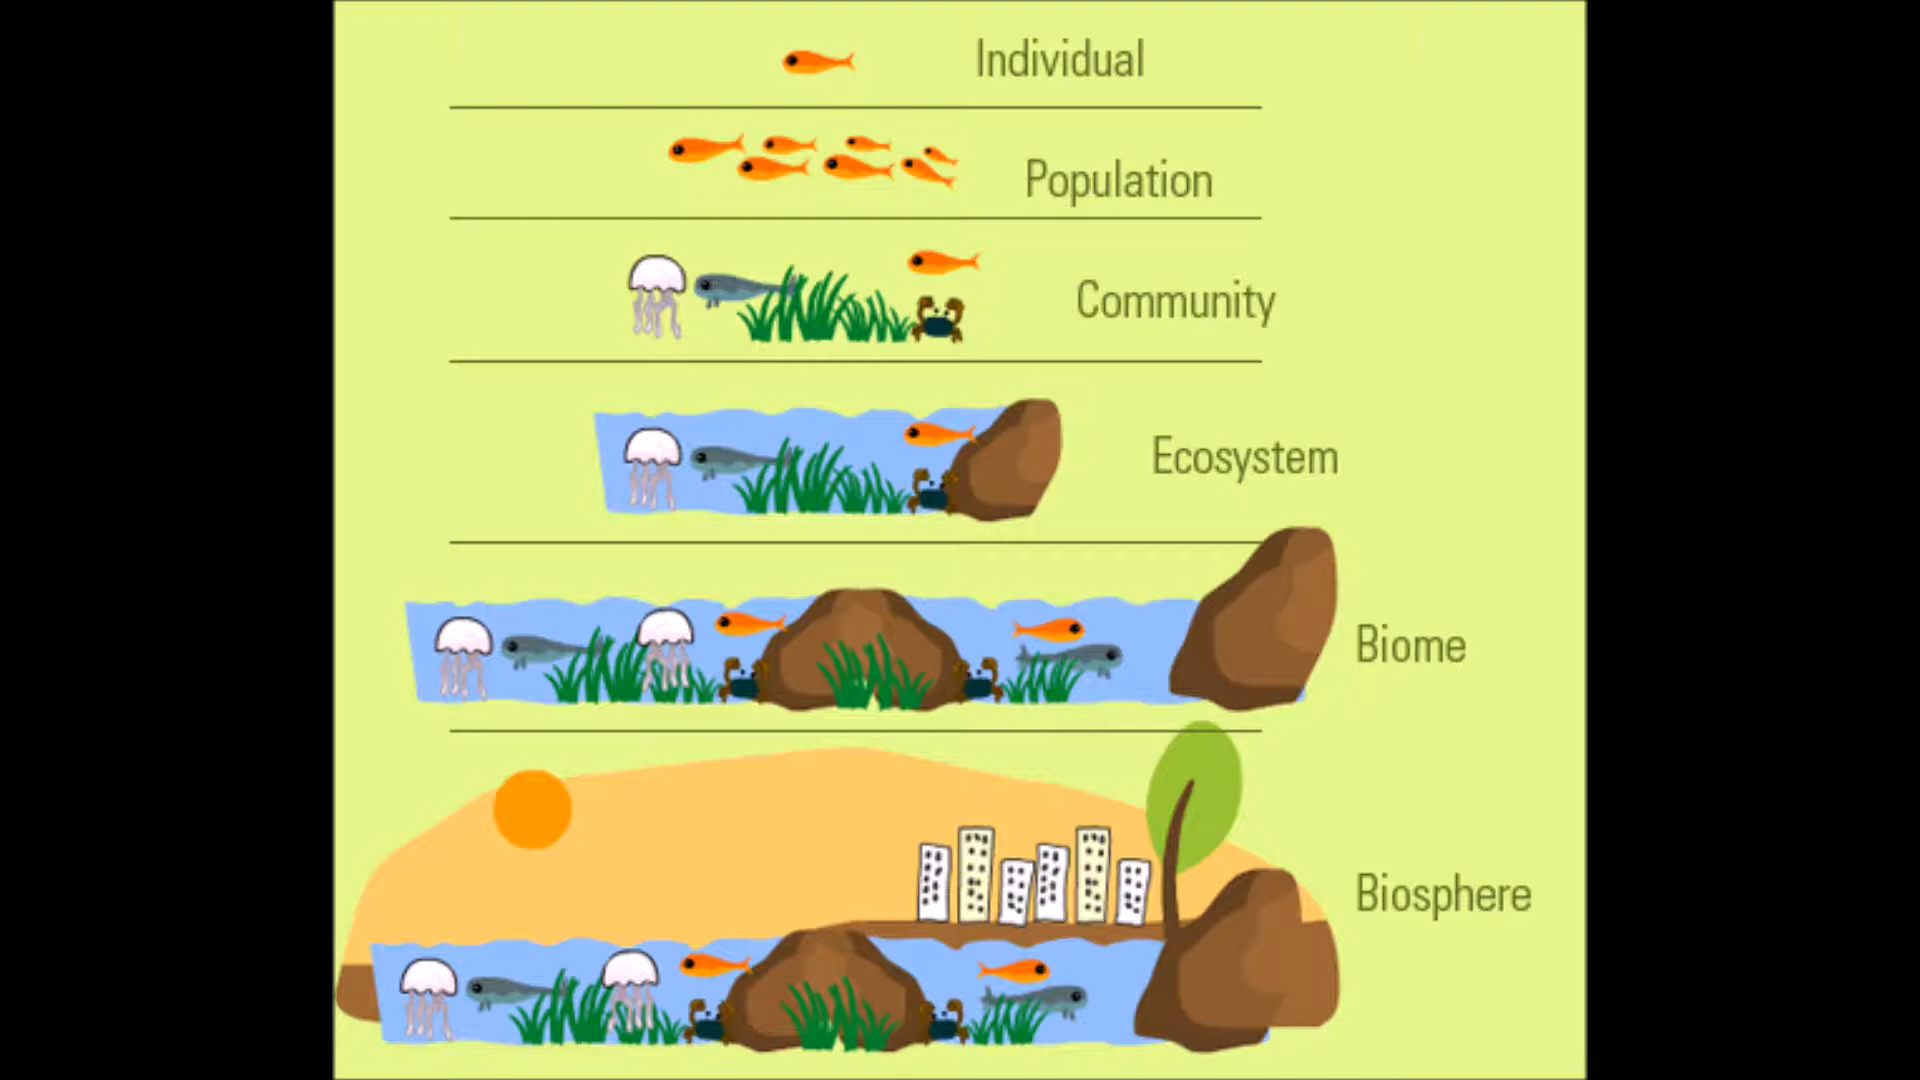 Individual
Population
Community
Ecosystem
Biome
Biosphere